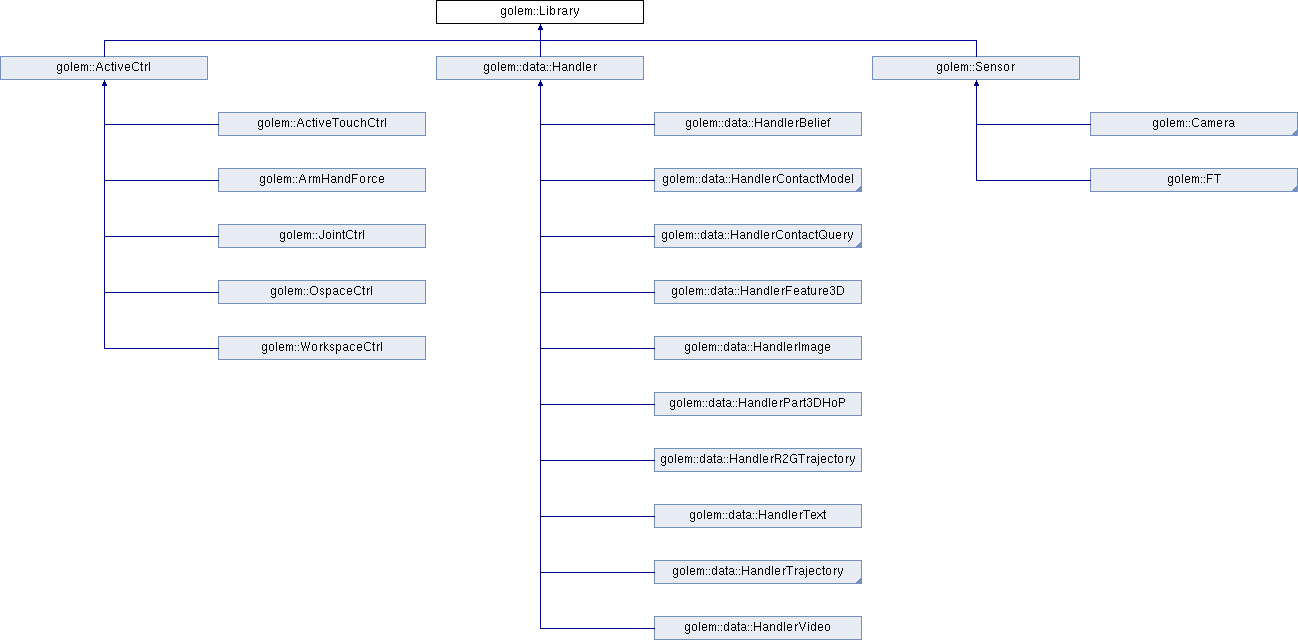 golem::Library
golem::ActiveCtrl
golem::data::Handler
golem::Sensor
golem::ActiveTouchCtrl
golem::data::HandlerBelief
golem::Camera
golem::ArmHandForce
golem::data::HandlerContactModel
golem::FT
golem::JointCtrl
golem::data::HandlerContactQuery
golem::OspaceCtrl
golem::data::HandlerFeature3D
golem::WorkspaceCtrl
golem::data::HandlerImage
golem::data::HandlerPart3DHoP
golem::data::HandlerR2GTrajectory
golem::data::HandlerText
golem::data::HandlerTrajectory
golem::data::HandlerVideo